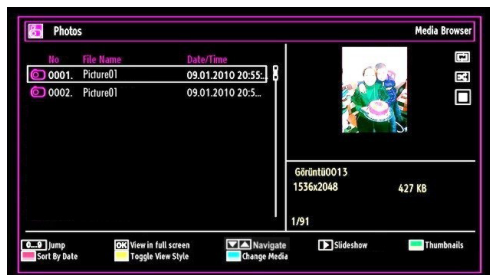 Photos Media Browser
No File Name Date/Time
0001. Picture01 09.01.2010 20:55:..
0002. Picture01 09.01.2010 20:5...
Görüntü0013
1536x2048 427 KB
1/91
0...9 Jump OK View in full screen Navigate Slideshow Thumbnails
Sort By Date Toggle View Style Change Media